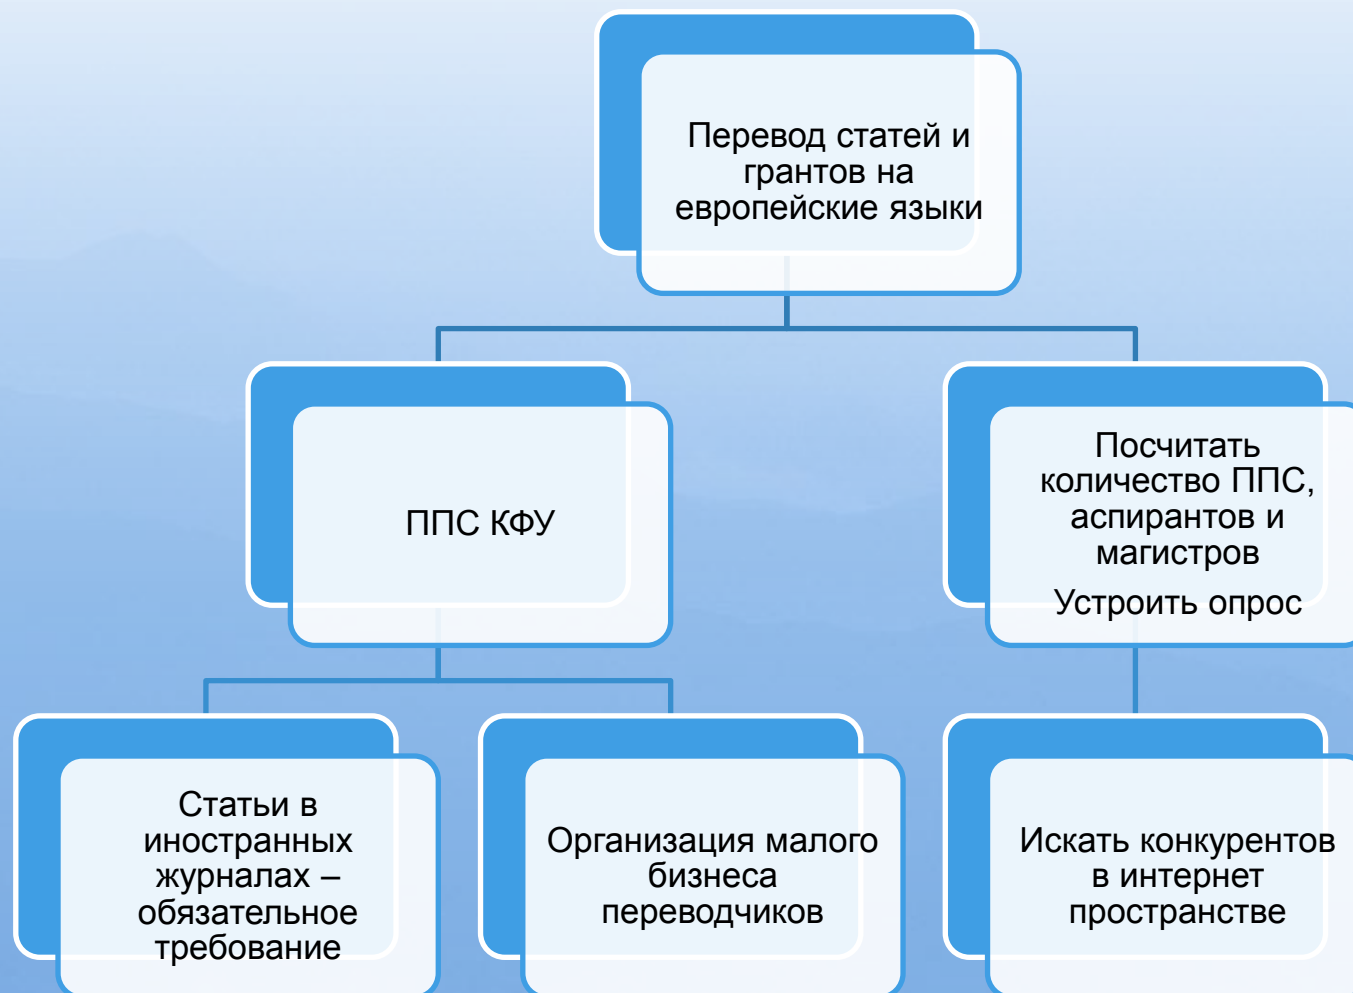 Перевод статей и
грантов на
европейские языки
ППС КФУ
Посчитать
количество ППС,
аспирантов и
магистров
Устроить опрос
Статьи в
иностранных
журналах –
обязательное
требование
Организация малого
бизнеса
переводчиков
Искать конкурентов
в интернет
пространстве